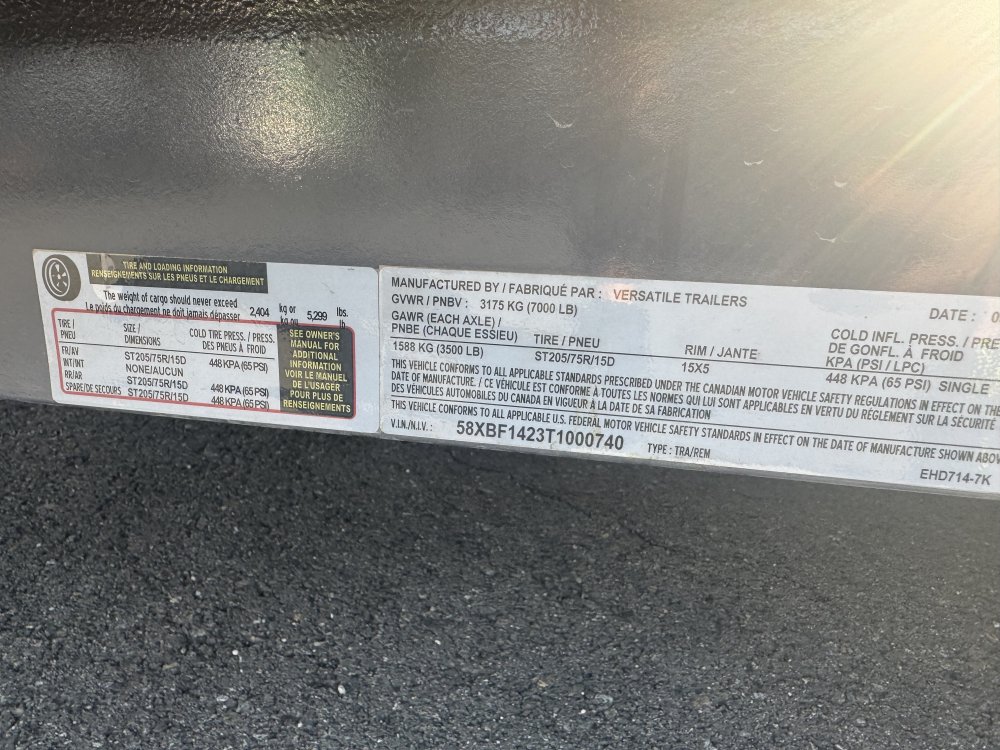 TIRE AND LOADING INFORMATION
RENSEIGNEMENTS SUR LES PNEUS ET LE CHARGEMENT
The weight of cargo should never exceed
Le poids du chargement ne doit jamais dépasser 2,404 kg or kg ou 5,299 lbs. lb
TIRE / PNEU SIZE / DIMENSIONS COLD TIRE PRESS. / PRESS. DES PNEUS À FROID
FR/AV ST205/75R/15D 448 KPA (65 PSI)
INT/INT NONE/AUCUN
RR/AR ST205/75R/15D 448 KPA (65 PSI)
SPARE/DE SECOURS ST205/75R/15D 448 KPA (65 PSI)
SEE OWNER'S
MANUAL FOR
ADDITIONAL
INFORMATION
VOIR LE MANUEL
DE L'USAGER
POUR PLUS DE
RENSEIGNEMENTS
MANUFACTURED BY / FABRIQUÉ PAR : VERSATILE TRAILERS
GVWR / PNBV : 3175 KG (7000 LB) DATE :
GAWR (EACH AXLE) /
PNBE (CHAQUE ESSIEU) TIRE / PNEU RIM / JANTE COLD INFL. PRESS. / DE GONFL. À FROID KPA (PSI / LPC)
1588 KG (3500 LB) ST205/75R/15D 15X5 448 KPA (65 PSI) SINGLE
THIS VEHICLE CONFORMS TO ALL APPLICABLE STANDARDS PRESCRIBED UNDER THE CANADIAN MOTOR VEHICLE SAFETY REGULATIONS IN EFFECT ON THE
DATE OF MANUFACTURE. / CE VÉHICULE EST CONFORME À TOUTES LES NORMES QUI LUI SONT APPLICABLES EN VERTU DU RÉGLEMENT SUR LA SÉCURITÉ
DES VÉHICULES AUTOMOBILES DU CANADA EN VIGUEUR À LA DATE DE SA FABRICATION
THIS VEHICLE CONFORMS TO ALL APPLICABLE U.S. FEDERAL MOTOR VEHICLE SAFETY STANDARDS IN EFFECT ON THE DATE OF MANUFACTURE SHOWN ABOV
V.I.N./N.I.V. : 58XBF1423T1000740 TYPE : TRA/REM
EHD714-7K